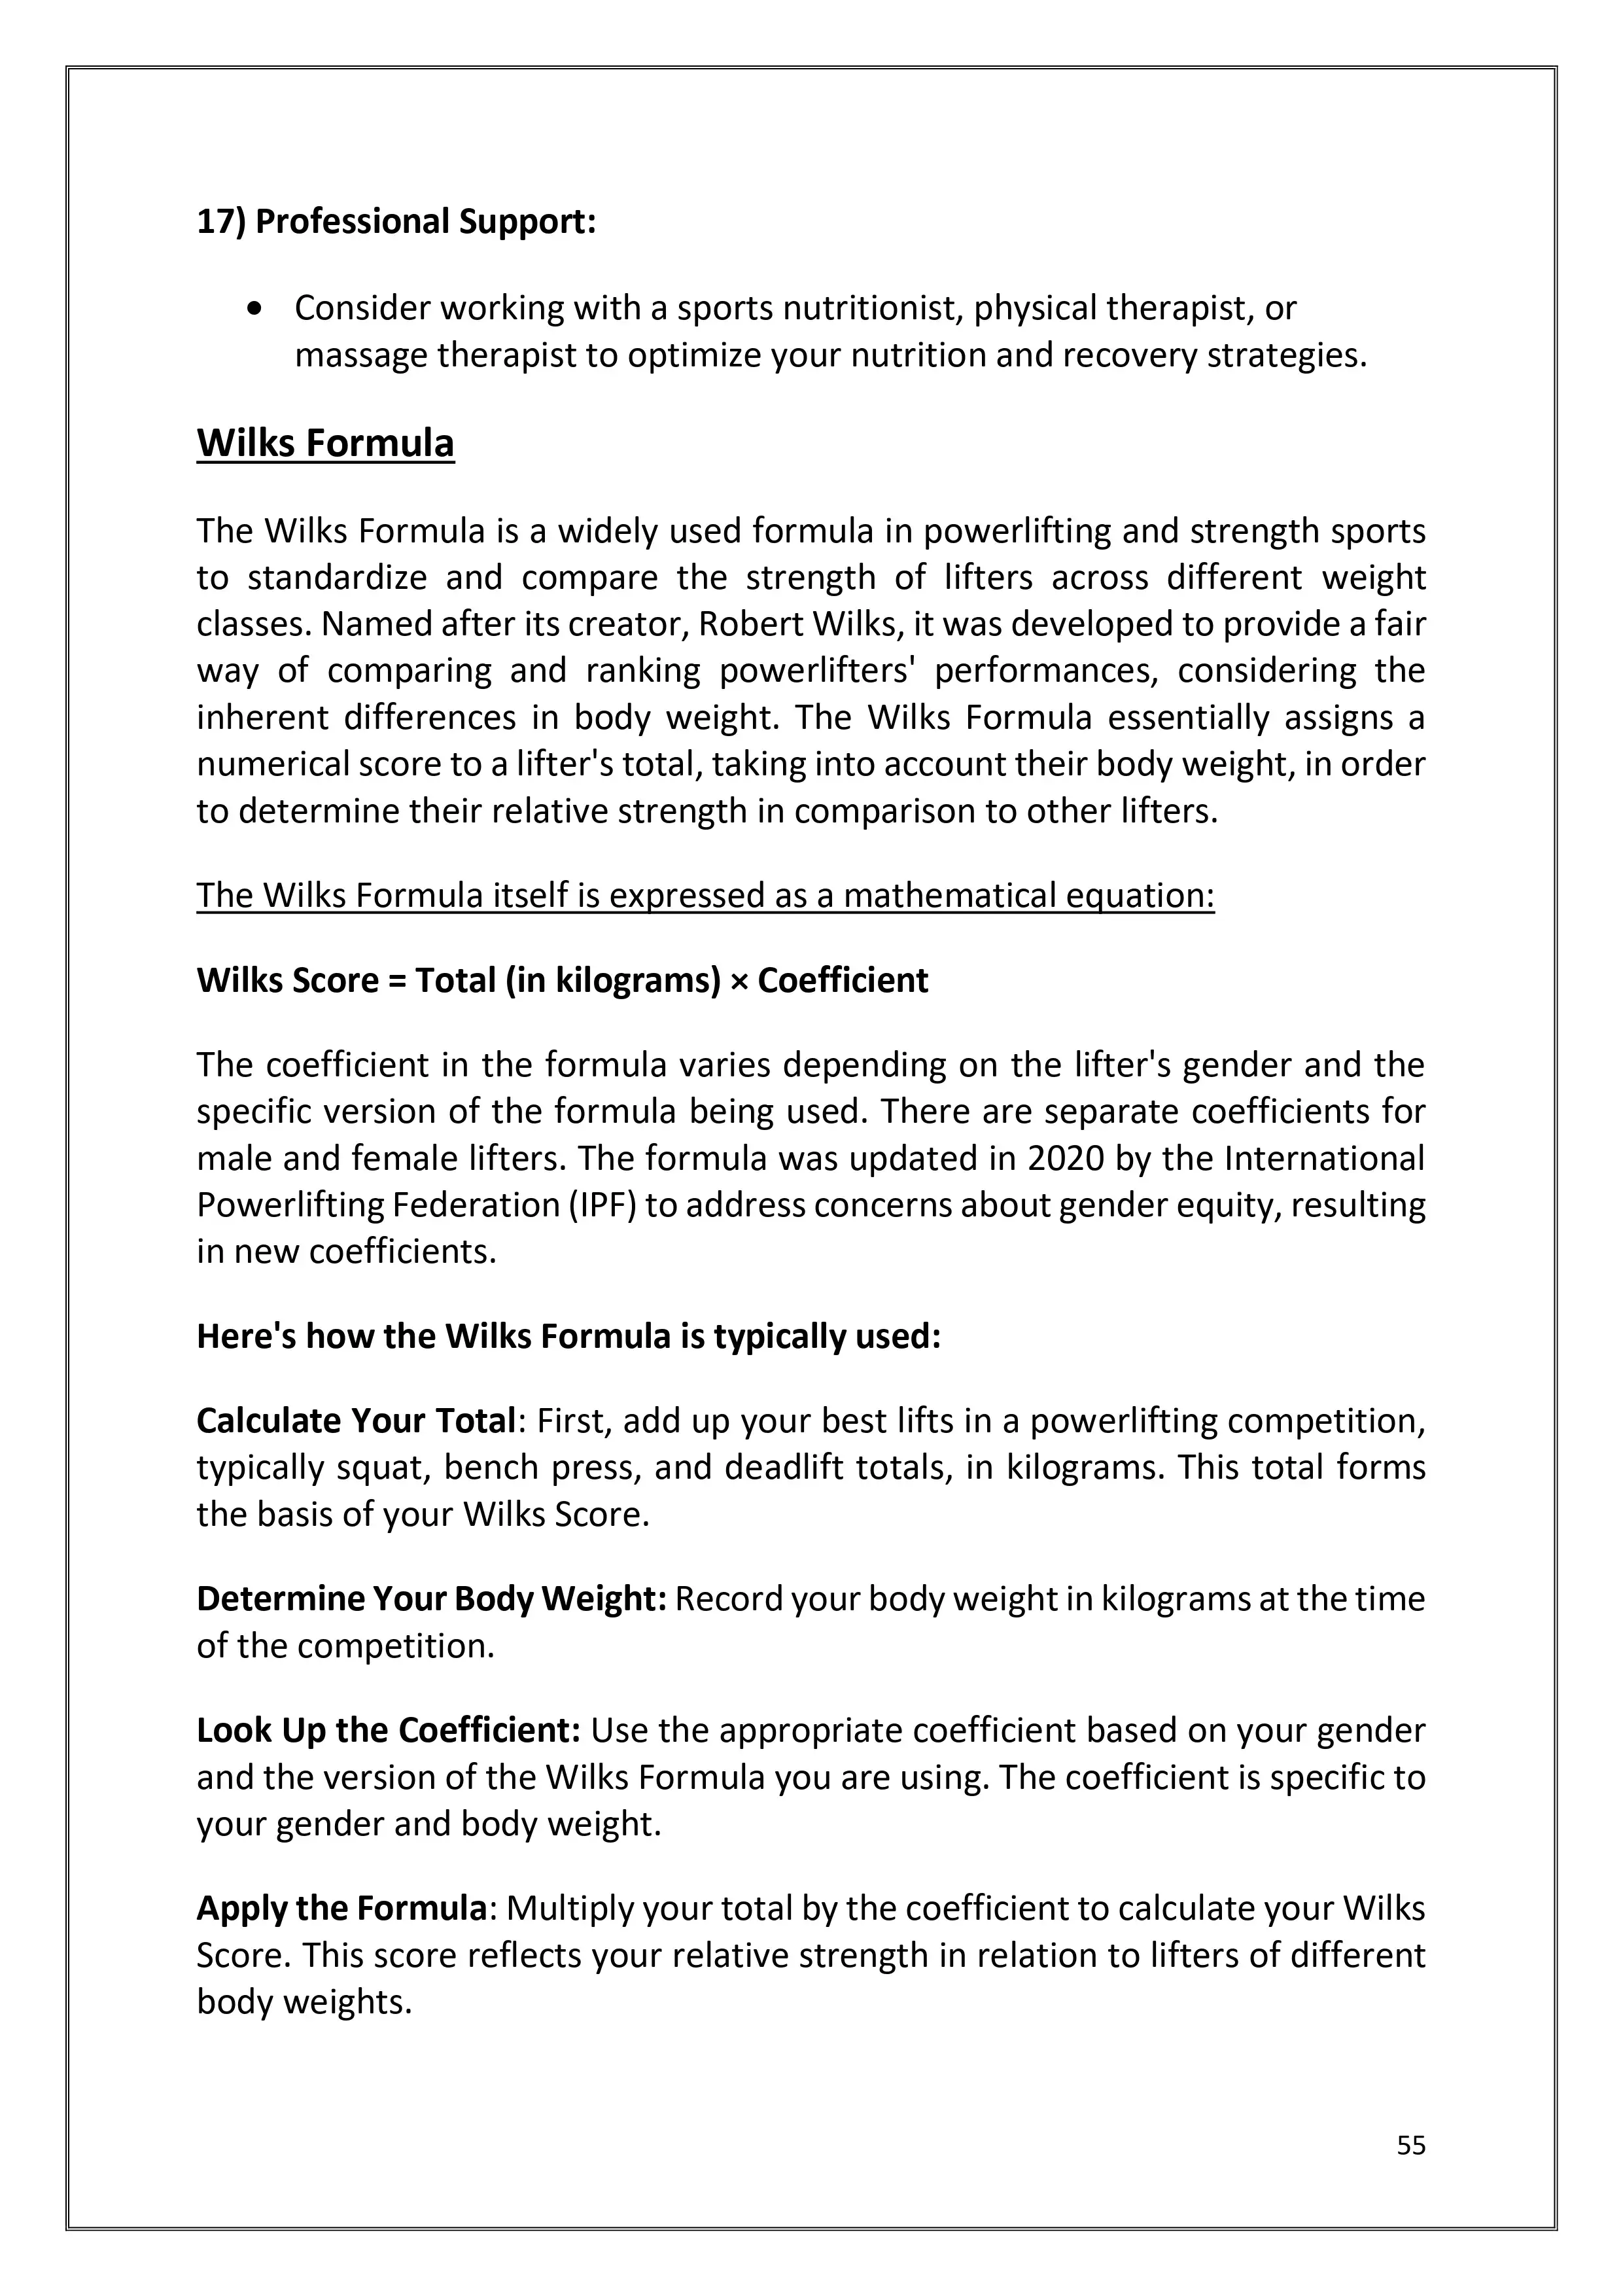 17) Professional Support:
• Consider working with a sports nutritionist, physical therapist, or
massage therapist to optimize your nutrition and recovery strategies.
Wilks Formula
The Wilks Formula is a widely used formula in powerlifting and strength sports
to standardize and compare the strength of lifters across different weight
classes. Named after its creator, Robert Wilks, it was developed to provide a fair
way of comparing and ranking powerlifters' performances, considering the
inherent differences in body weight. The Wilks Formula essentially assigns a
numerical score to a lifter's total, taking into account their body weight, in order
to determine their relative strength in comparison to other lifters.
The Wilks Formula itself is expressed as a mathematical equation:
Wilks Score = Total (in kilograms) × Coefficient
The coefficient in the formula varies depending on the lifter's gender and the
specific version of the formula being used. There are separate coefficients for
male and female lifters. The formula was updated in 2020 by the International
Powerlifting Federation (IPF) to address concerns about gender equity, resulting
in new coefficients.
Here's how the Wilks Formula is typically used:
Calculate Your Total: First, add up your best lifts in a powerlifting competition,
typically squat, bench press, and deadlift totals, in kilograms. This total forms
the basis of your Wilks Score.
Determine Your Body Weight: Record your body weight in kilograms at the time
of the competition.
Look Up the Coefficient: Use the appropriate coefficient based on your gender
and the version of the Wilks Formula you are using. The coefficient is specific to
your gender and body weight.
Apply the Formula: Multiply your total by the coefficient to calculate your Wilks
Score. This score reflects your relative strength in relation to lifters of different
body weights.
55